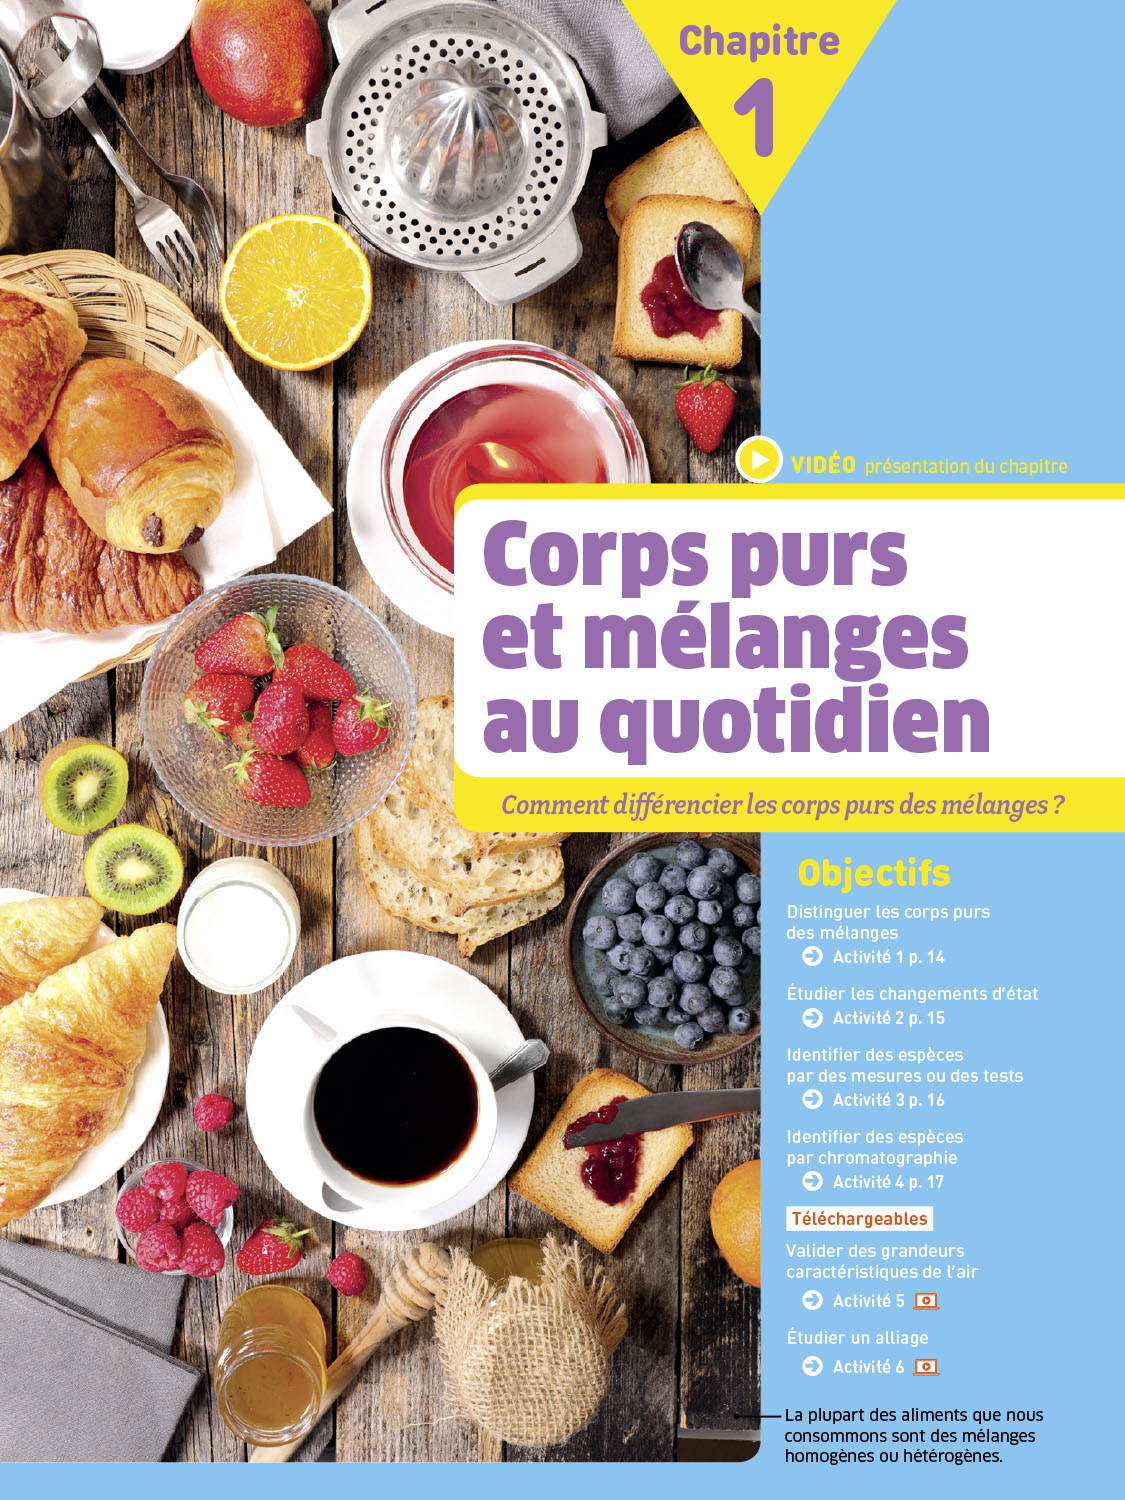 Chapitre
1
VIDÉO présentation du chapitre
Corps purs
et mélanges
au quotidien
Comment différencier les corps purs des mélanges ?
Objectifs
Distinguer les corps purs
des mélanges
Activité 1 p. 14
Étudier les changements d'état
Activité 2 p. 15
Identifier des espèces
par des mesures ou des tests
Activité 3 p. 16
Identifier des espèces
par chromatographie
Activité 4 p. 17
Téléchargeables
Valider des grandeurs
caractéristiques de l'air
Activité 5
Étudier un alliage
Activité 6
La plupart des aliments que nous
consommons sont des mélanges
homogènes ou hétérogènes.